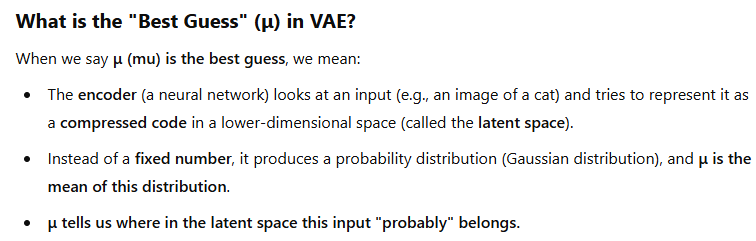 What is the "Best Guess" (μ) in VAE?
When we say μ (mu) is the best guess, we mean:
• The encoder (a neural network) looks at an input (e.g., an image of a cat) and tries to represent it as
a compressed code in a lower-dimensional space (called the latent space).
• Instead of a fixed number, it produces a probability distribution (Gaussian distribution), and μ is the
mean of this distribution.
• μ tells us where in the latent space this input "probably" belongs.